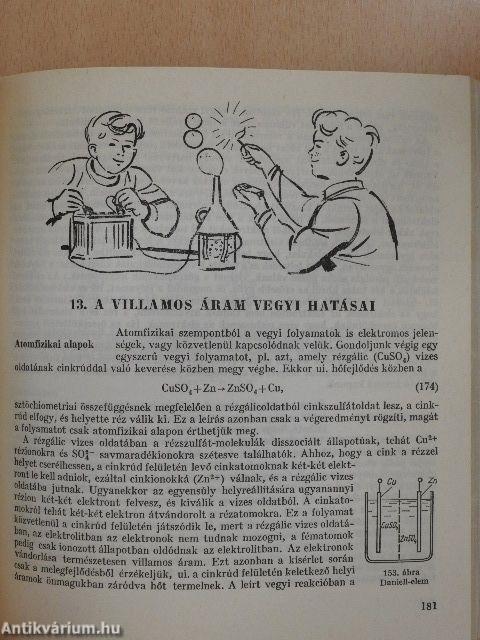 13. A VILLAMOS ÁRAM VEGYI HATÁSAI
Atomfizikai alapok
Atomfizikai szempontból a vegyi folyamatok is elektromos jelen-
ségek, vagy közvetlenül kapcsolódnak velük. Gondoljunk végig egy
egyszerű vegyi folyamatot, pl. azt, amely rézgálic (CuSO₄) vizes
oldatának cinkrúddal való keverése közben megy végbe. Ekkor ui. hőfejlődés közben a
CuSO₄+Zn→ZnSO₄+Cu, (174)
sztöchiometriai összefüggésnek megfelelően a rézgálicoldatból cinkszulfátoldat lesz, a cink-
rúd elfogy, és helyette réz válik ki. Ez a leírás azonban csak a végeredményt rögzíti, magát
a folyamatot csak atomfizikai alapon érthetjük meg.
A rézgálic vizes oldatában a rézszulfát-molekulák disszociált állapotúak, tehát Cu²⁺
rézionokra és SO₄²⁻ savmaradékionokra szétesve találhatók. Ahhoz, hogy a cink a rézzel
helyet cserélhessen, a cinkrúd felületén levő cinkatomoknak két-két elekt-
ront le kell adniok, ezáltal cinkionokká (Zn²⁺) válnak, és a rézgálic vizes
oldatába jutnak. Ugyanekkor az egyensúly helyreállítására ugyanannyi
rézion két-két elektront felvesz, és kiválik a vizes oldatból. A cinkato-
mokról tehát két-két elektron átvándorolt a rézatomokra. Ez a folyamat
közvetlenül a cinkrúd felületén játszódik le, mert a rézgálic vizes oldatá-
ban, az elektrolitban az elektronok nem tudnak mozogni, a fématomok
pedig csak ionozott állapotban oldódnak az elektrolitban. Az elektronok
vándorlása természetesen villamos áram. Ezt azonban a kísérlet során
csak a melegfejlődésből érzékeljük, ui. a cinkrúd felületén keletkező helyi
áramok önmagukban záródva hőt termelnek. A leírt vegyi reakcióban a
Cu
Zn
CuSO₄
ZnSO₄
153. ábra
Daniell-elem
181
Antikvárium.hu